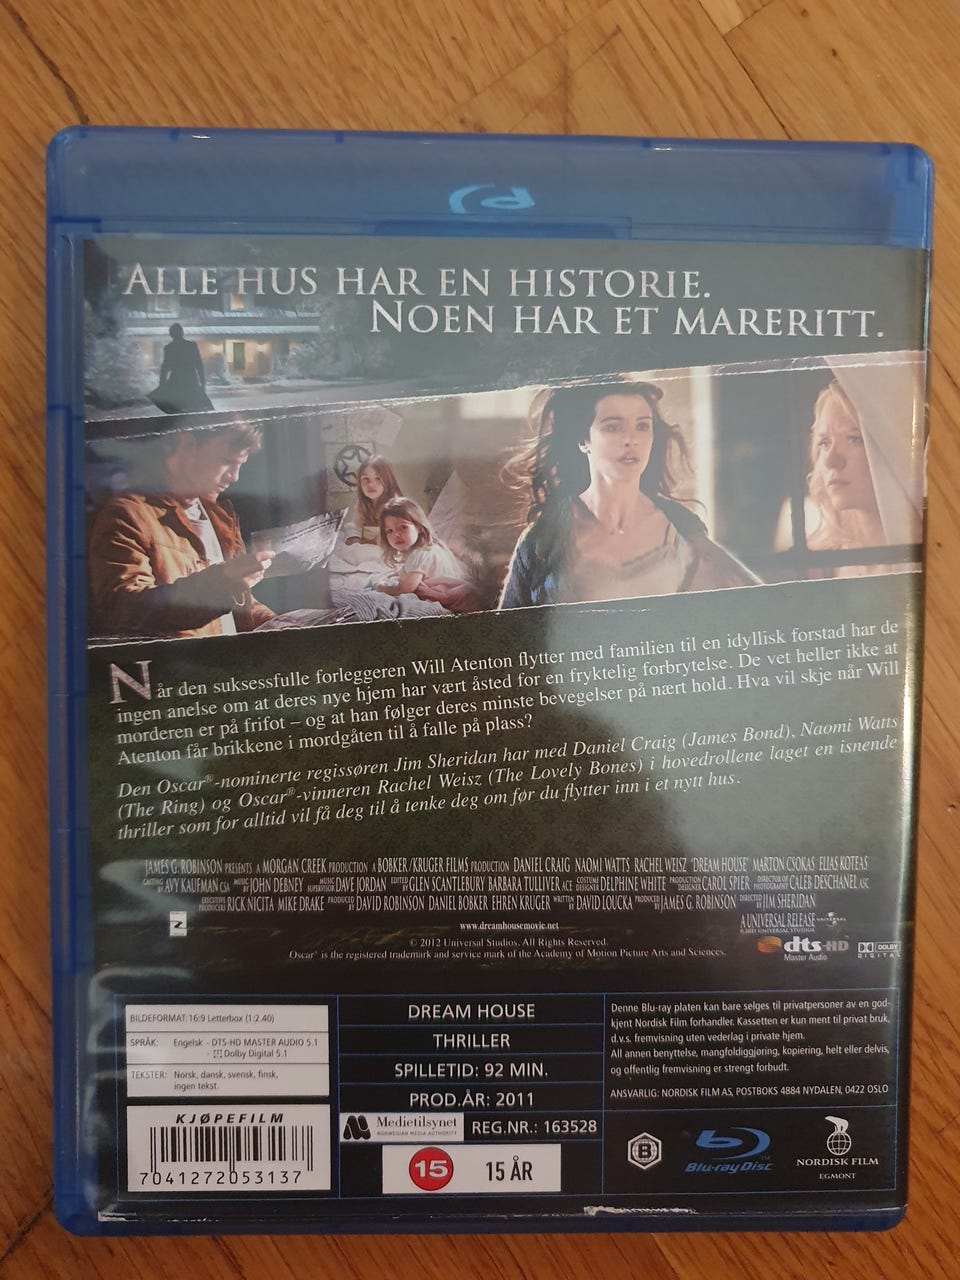 ALLE HUS HAR EN HISTORIE.
NOEN HAR ET MARERITT.
Når den suksessfulle forleggeren Will Atenton flytter med familien til en idyllisk forstad har de
ingen anelse om at deres nye hjem har vært åsted for en fryktelig forbrytelse. De vet heller ikke at
morderen er på frifot – og at han følger deres minste bevegelser på nært hold. Hva vil skje når Will
Atenton får brikkene i mordgåten til å falle på plass?
Den Oscar®-nominerte regissøren Jim Sheridan har med Daniel Craig (James Bond), Naomi Watts
(The Ring) og Oscar®-vinneren Rachel Weisz (The Lovely Bones) i hovedrollene laget en isnende
thriller som for alltid vil få deg til å tenke deg om før du flytter inn i et nytt hus.
JAMES G. ROBINSON PRESENTS A MORGAN CREEK PRODUCTION A BOBKER/KRUGER FILMS PRODUCTION DANIEL CRAIG NAOMI WATTS RACHEL WEISZ "DREAM HOUSE" MARTON CSOKAS ELIAS KOTEAS
CASTING BY AVY KAUFMAN CSA MUSIC BY JOHN DEBNEY MUSIC SUPERVISOR DAVE JORDAN EDITED BY GLEN SCANTLEBURY BARBARA TULLIVER ACE COSTUME DESIGNER DELPHINE WHITE PRODUCTION DESIGNER CAROL SPIER DIRECTOR OF PHOTOGRAPHY CALEB DESCHANEL ASC
EXECUTIVE PRODUCERS RICK NICITA MIKE DRAKE PRODUCED BY DAVID ROBINSON DANIEL BOBKER EHREN KRUGER WRITTEN BY DAVID LOUCKA PRODUCED BY JAMES G. ROBINSON DIRECTED BY JIM SHERIDAN
www.dreamhousemovie.net
A UNIVERSAL RELEASE
© 2011 UNIVERSAL STUDIOS
© 2012 Universal Studios. All Rights Reserved.
Oscar® is the registered trademark and service mark of the Academy of Motion Picture Arts and Sciences.
dts-HD
Master Audio
DOLBY
DIGITAL
BILDEFORMAT: 16:9 Letterbox (1:2.40)
SPRÅK: Engelsk - DTS-HD MASTER AUDIO 5.1
- Dolby Digital 5.1
TEKSTER: Norsk, dansk, svensk, finsk,
ingen tekst.
KJØPEFILM
7041272053137
DREAM HOUSE
THRILLER
SPILLETID: 92 MIN.
PROD.ÅR: 2011
Medietilsynet
NORWEGIAN MEDIA AUTHORITY
REG.NR.: 163528
15 15 ÅR
Denne Blu-ray platen kan bare selges til privatpersoner av en god-
kjent Nordisk Film forhandler. Kassetten er kun ment til privat bruk,
d.v.s. fremvisning uten vederlag i private hjem.
All annen benyttelse, mangfoldiggjøring, kopiering, helt eller delvis,
og offentlig fremvisning er strengt forbudt.
ANSVARLIG: NORDISK FILM AS, POSTBOKS 4884 NYDALEN, 0422 OSLO
B
Blu-ray Disc
NORDISK FILM
EGMONT